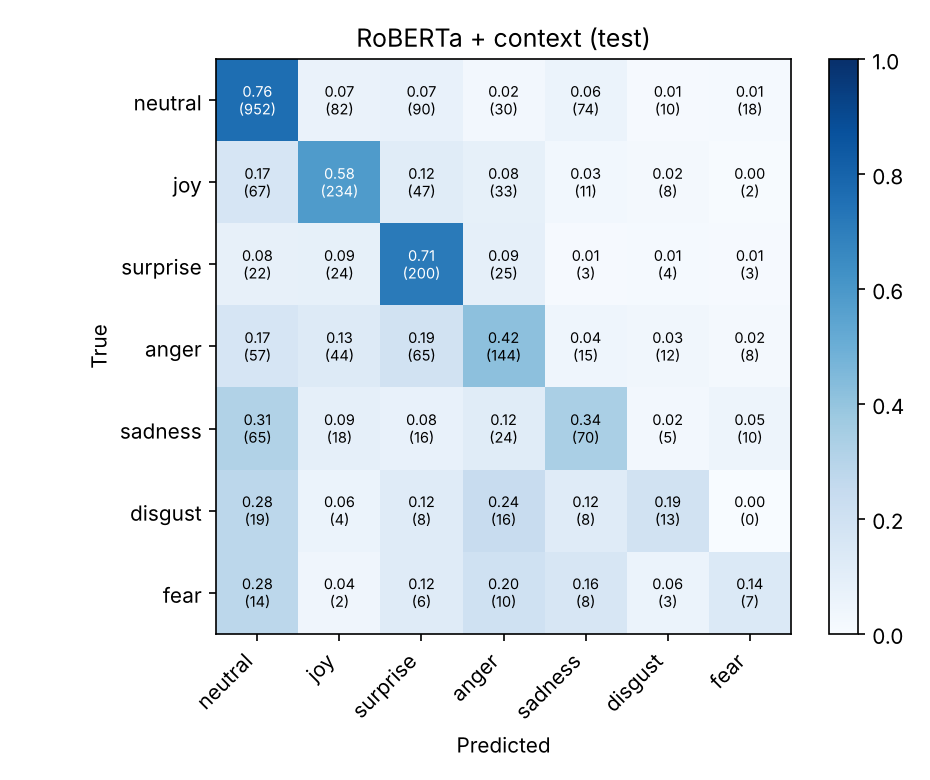 RoBERTa + context (test)
neutral 0.76 0.07 0.07 0.02 0.06 0.01 0.01
(952) (82) (90) (30) (74) (10) (18)
joy 0.17 0.58 0.12 0.08 0.03 0.02 0.00
(67) (234) (47) (33) (11) (8) (2)
surprise 0.08 0.09 0.71 0.09 0.01 0.01 0.01
(22) (24) (200) (25) (3) (4) (3)
anger 0.17 0.13 0.19 0.42 0.04 0.03 0.02
(57) (44) (65) (144) (15) (12) (8)
sadness 0.31 0.09 0.08 0.12 0.34 0.02 0.05
(65) (18) (16) (24) (70) (5) (10)
disgust 0.28 0.06 0.12 0.24 0.12 0.19 0.00
(19) (4) (8) (16) (8) (13) (0)
fear 0.28 0.04 0.12 0.20 0.16 0.06 0.14
(14) (2) (6) (10) (8) (3) (7)
neutral joy surprise anger sadness disgust fear
Predicted
True
1.0
0.8
0.6
0.4
0.2
0.0